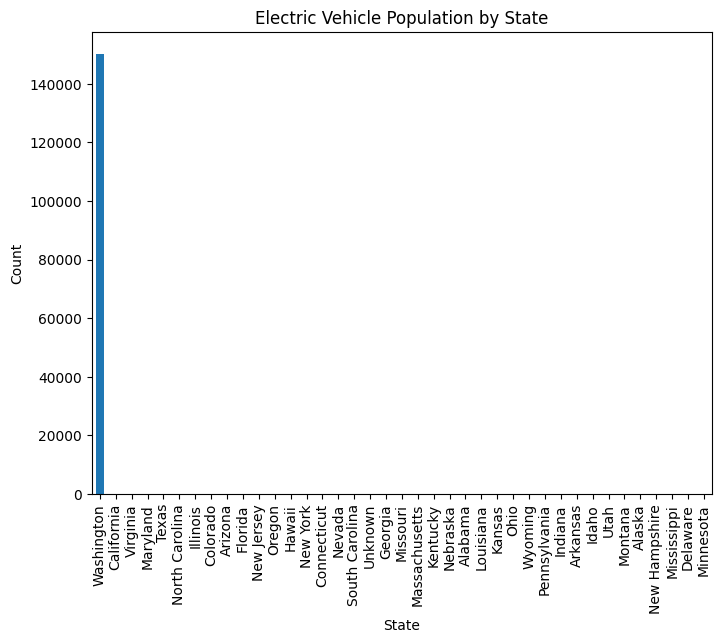 Electric Vehicle Population by State
Count
140000
120000
100000
80000
60000
40000
20000
0
Washington
California
Virginia
Maryland
Texas
North Carolina
Illinois
Colorado
Arizona
Florida
New Jersey
Oregon
Hawaii
New York
Connecticut
Nevada
South Carolina
Unknown
Georgia
Missouri
Massachusetts
Kentucky
Nebraska
Alabama
Louisiana
Kansas
Ohio
Wyoming
Pennsylvania
Indiana
Arkansas
Idaho
Utah
Montana
Alaska
New Hampshire
Mississippi
Delaware
Minnesota
State